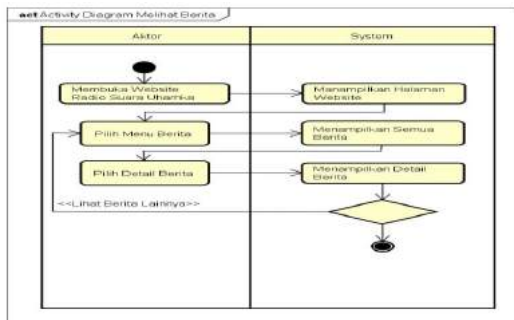 act Activity Diagram Melihat Berita
Aktor
System
Membuka Website
Radio Suara Uhamka
Menampilkan Halaman
Website
Pilih Menu Berita
Menampilkan Semua
Berita
Pilih Detail Berita
Menampilkan Detail
Berita
<<Lihat Berita Lainnya>>